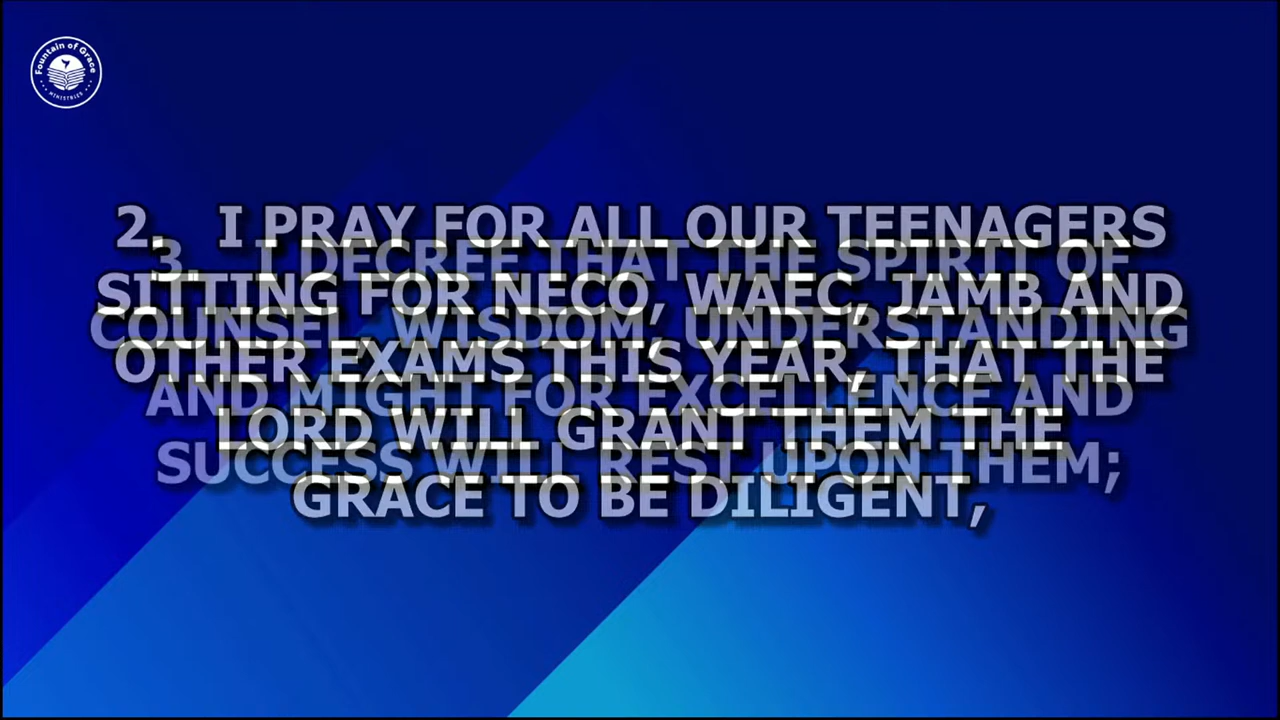 Fountain of Grace
MINISTRIES
2. I PRAY FOR ALL OUR TEENAGERS
SITTING FOR NECO, WAEC, JAMB AND
OTHER EXAMS THIS YEAR, THAT THE
LORD WILL GRANT THEM THE
GRACE TO BE DILIGENT,
3. I DECREE THAT THE SPIRIT OF
COUNSEL, WISDOM, UNDERSTANDING
AND MIGHT FOR EXCELLENCE AND
SUCCESS WILL REST UPON THEM;